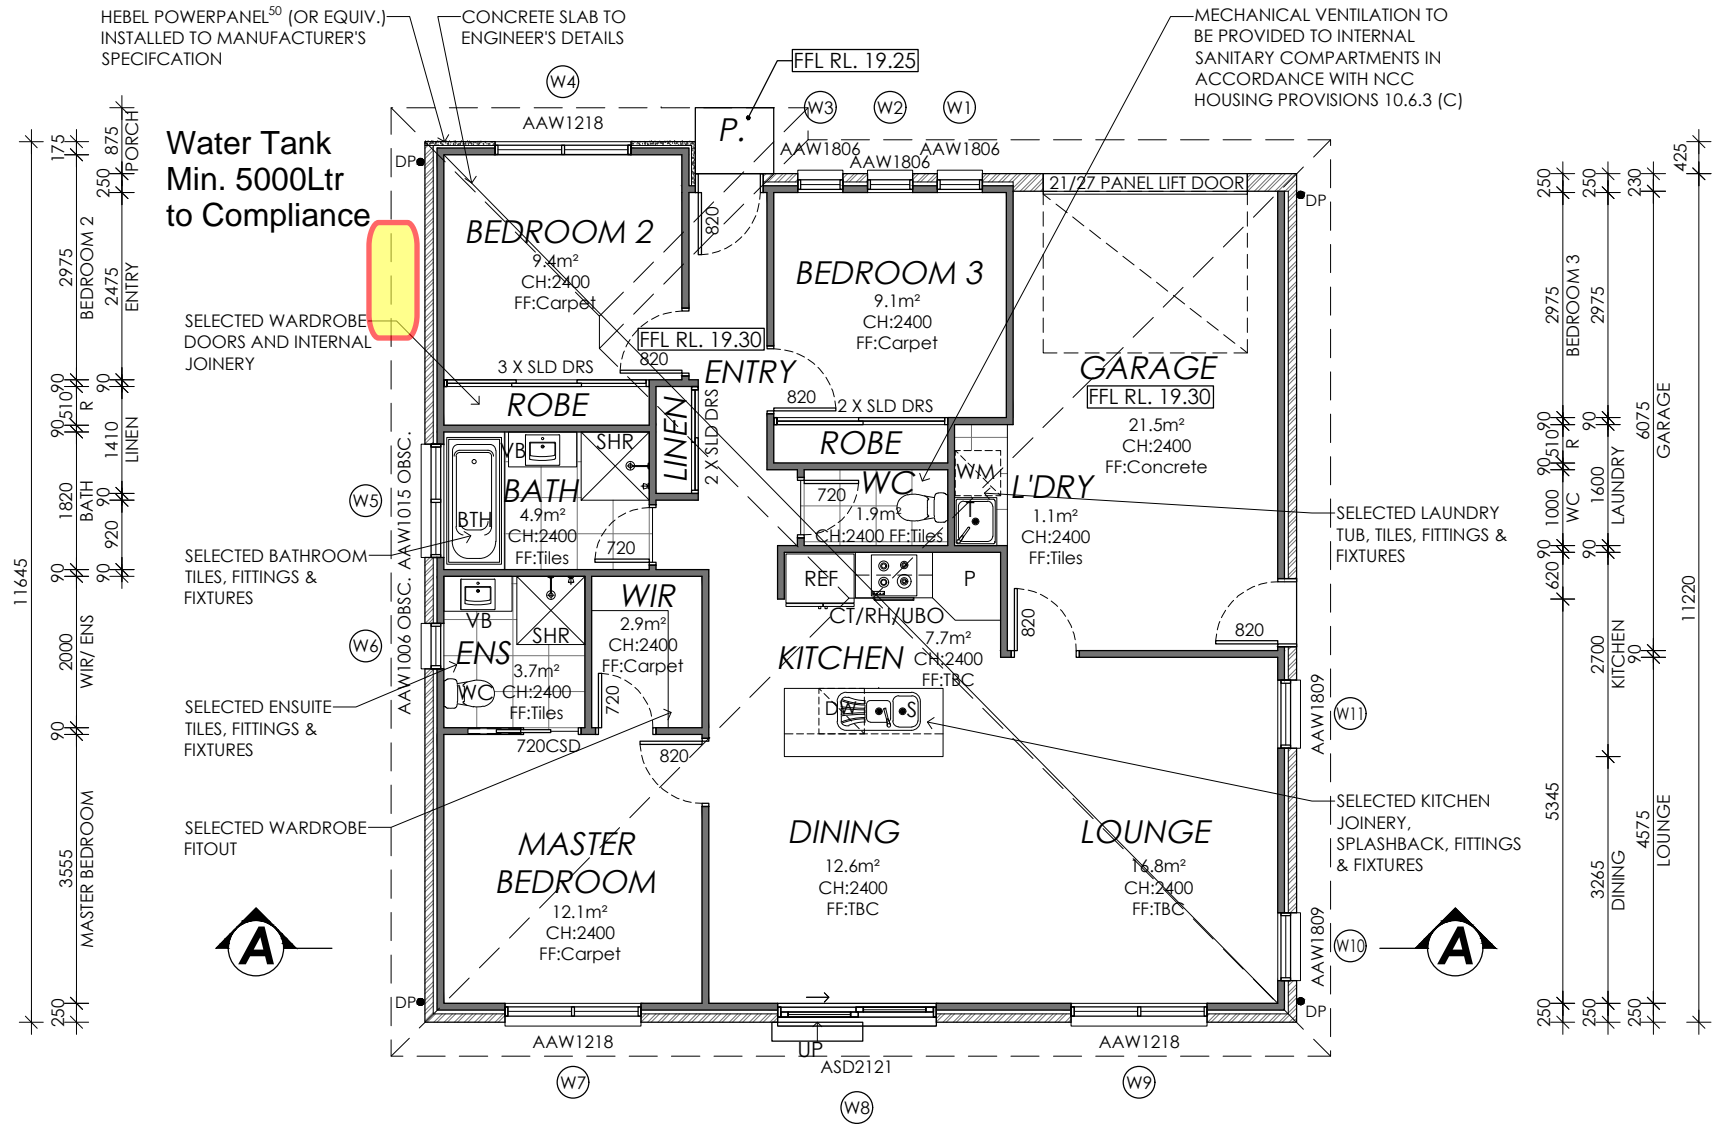 HEBEL POWERPANEL50 (OR EQUIV.)
INSTALLED TO MANUFACTURER'S
SPECIFCATION
CONCRETE SLAB TO
ENGINEER'S DETAILS
MECHANICAL VENTILATION TO
BE PROVIDED TO INTERNAL
SANITARY COMPARTMENTS IN
ACCORDANCE WITH NCC
HOUSING PROVISIONS 10.6.3 (C)
FFL RL. 19.25
W4
W3
W2
W1
AAW1218
P.
AAW1806
AAW1806
AAW1806
21/27 PANEL LIFT DOOR
DP
DP
Water Tank
Min. 5000Ltr
to Compliance
BEDROOM 2
9.4m²
CH:2400
FF:Carpet
820
BEDROOM 3
9.1m²
CH:2400
FF:Carpet
SELECTED WARDROBE
DOORS AND INTERNAL
JOINERY
FFL RL. 19.30
820
3 X SLD DRS
ENTRY
GARAGE
FFL RL. 19.30
21.5m²
CH:2400
FF:Concrete
820
2 X SLD DRS
ROBE
LINEN
2 X SLD DRS
ROBE
VB
SHR
BATH
4.9m²
CH:2400
FF:Tiles
BTH
720
W5
AAW1015 OBSC.
WC
720
1.9m²
CH:2400 FF:Tiles
WM
T
L'DRY
1.1m²
CH:2400
FF:Tiles
SELECTED LAUNDRY
TUB, TILES, FITTINGS &
FIXTURES
SELECTED BATHROOM
TILES, FITTINGS &
FIXTURES
REF
P
CT/RH/UBO
WIR
2.9m²
CH:2400
FF:Carpet
720
VB
SHR
ENS
3.7m²
CH:2400
FF:Tiles
WC
W6
AAW1006 OBSC.
KITCHEN
7.7m²
CH:2400
FF:TBC
820
820
DW
S
SELECTED ENSUITE
TILES, FITTINGS &
FIXTURES
720CSD
820
AAW1809
W11
SELECTED WARDROBE
FITOUT
SELECTED KITCHEN
JOINERY,
SPLASHBACK, FITTINGS
& FIXTURES
MASTER
BEDROOM
12.1m²
CH:2400
FF:Carpet
DINING
12.6m²
CH:2400
FF:TBC
LOUNGE
16.8m²
CH:2400
FF:TBC
A
AAW1809
W10
A
DP
DP
AAW1218
UP
ASD2121
AAW1218
W7
W8
W9
11645
175
2975
BEDROOM 2
90
510
R
90
1820
BATH
90
2000
WIR/ ENS
90
3555
MASTER BEDROOM
250
875
PORCH
250
2475
ENTRY
90
1410
LINEN
90
920
90
250
2975
BEDROOM 3
90
510
R
90
1000
WC
90
620
5345
250
250
2975
90
1600
LAUNDRY
90
2700
KITCHEN
3265
DINING
250
230
6075
GARAGE
90
4575
LOUNGE
250
425
11220